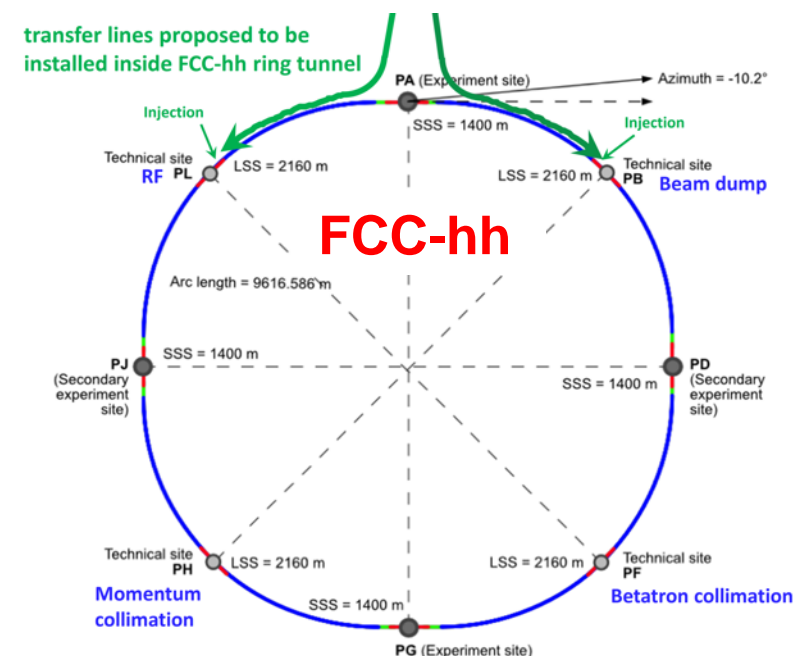 transfer lines proposed to be
installed inside FCC-hh ring tunnel
PA (Experiment site)
Azimuth = -10.2°
Injection
SSS = 1400 m
Injection
Technical site
PL
RF
LSS = 2160 m
LSS = 2160 m
Technical site
PB
Beam dump
FCC-hh
Arc length = 9616.586 m
PJ
(Secondary
experiment
site)
SSS = 1400 m
SSS = 1400 m
PD
(Secondary
experiment
site)
Technical site
PH
LSS = 2160 m
Momentum
collimation
LSS = 2160 m
Technical site
PF
Betatron collimation
SSS = 1400 m
PG (Experiment site)